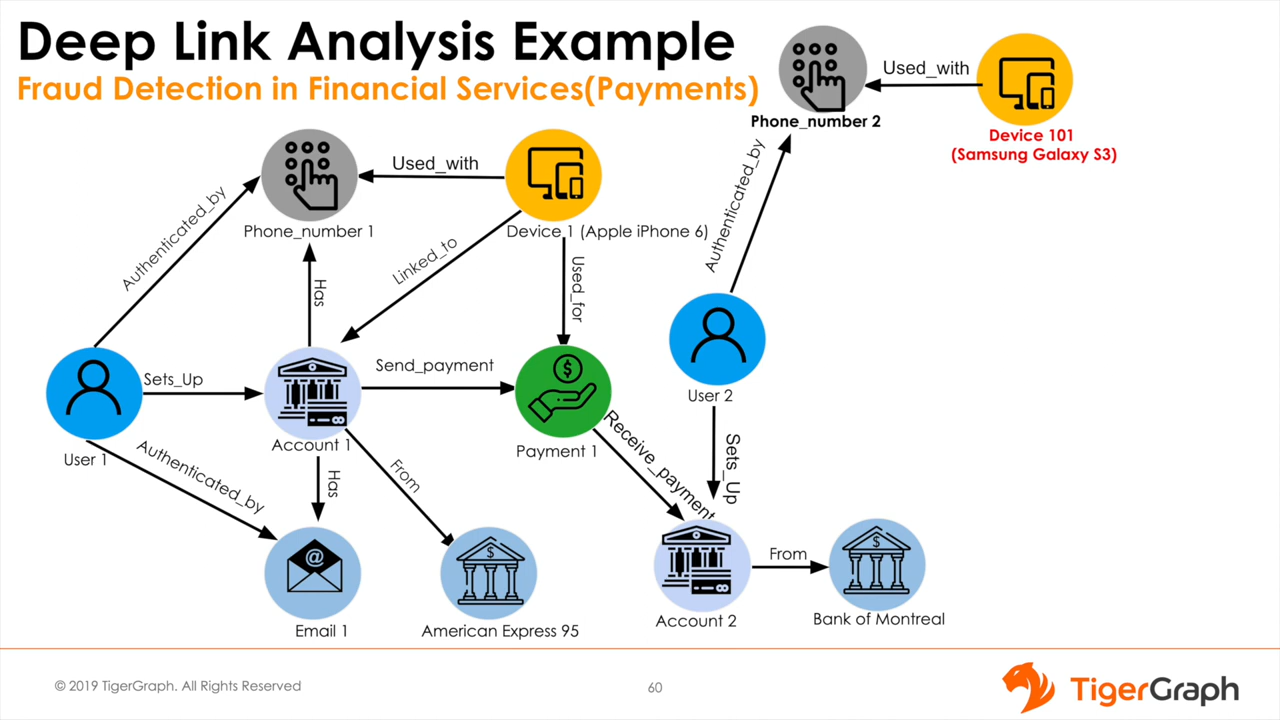 Deep Link Analysis Example
Fraud Detection in Financial Services(Payments)
Used_with
Phone_number 2
Device 101
(Samsung Galaxy S3)
Authenticated_by
Used_with
Phone_number 1
Device 1 (Apple iPhone 6)
Authenticated_by
Has
Linked_to
Used_for
$
Sets_Up
Send_payment
User 1
Account 1
Payment 1
User 2
Authenticated_by
Has
From
Receive_payment
Sets_Up
@
$
$
From
Email 1
American Express 95
Account 2
Bank of Montreal
© 2019 TigerGraph. All Rights Reserved
60
TigerGraph